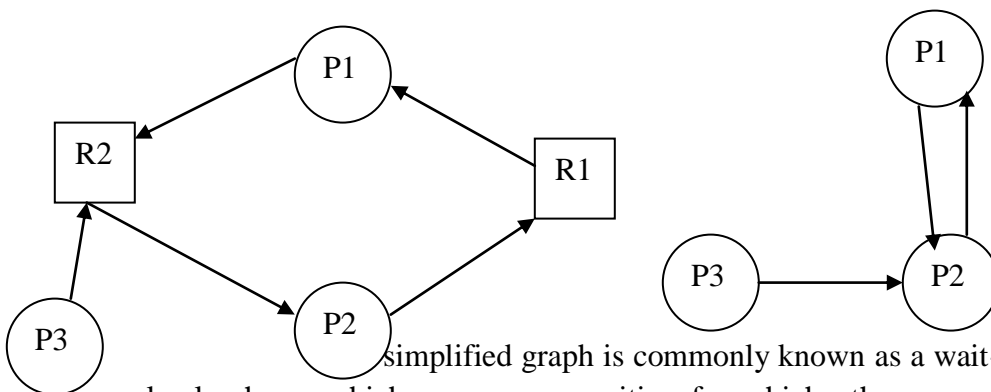 P1
P1
R2
R1
P3
P2
P2
P3
simplified graph is commonly known as a wait